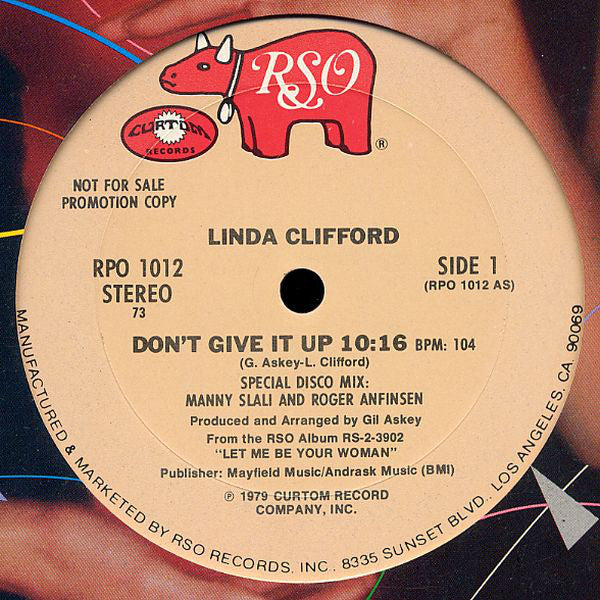 RSO
®
CURTOM
RECORDS
NOT FOR SALE
PROMOTION COPY
LINDA CLIFFORD
RPO 1012
STEREO
73
SIDE 1
(RPO 1012 AS)
DON'T GIVE IT UP 10:16 BPM: 104
(G. Askey-L. Clifford)
SPECIAL DISCO MIX:
MANNY SLALI AND ROGER ANFINSEN
Produced and Arranged by Gil Askey
From the RSO Album RS-2-3902
"LET ME BE YOUR WOMAN"
Publisher: Mayfield Music/Andrask Music (BMI)
℗ 1979 CURTOM RECORD
COMPANY, INC.
MANUFACTURED & MARKETED BY RSO RECORDS, INC. 8335 SUNSET BLVD., LOS ANGELES, CA. 90069